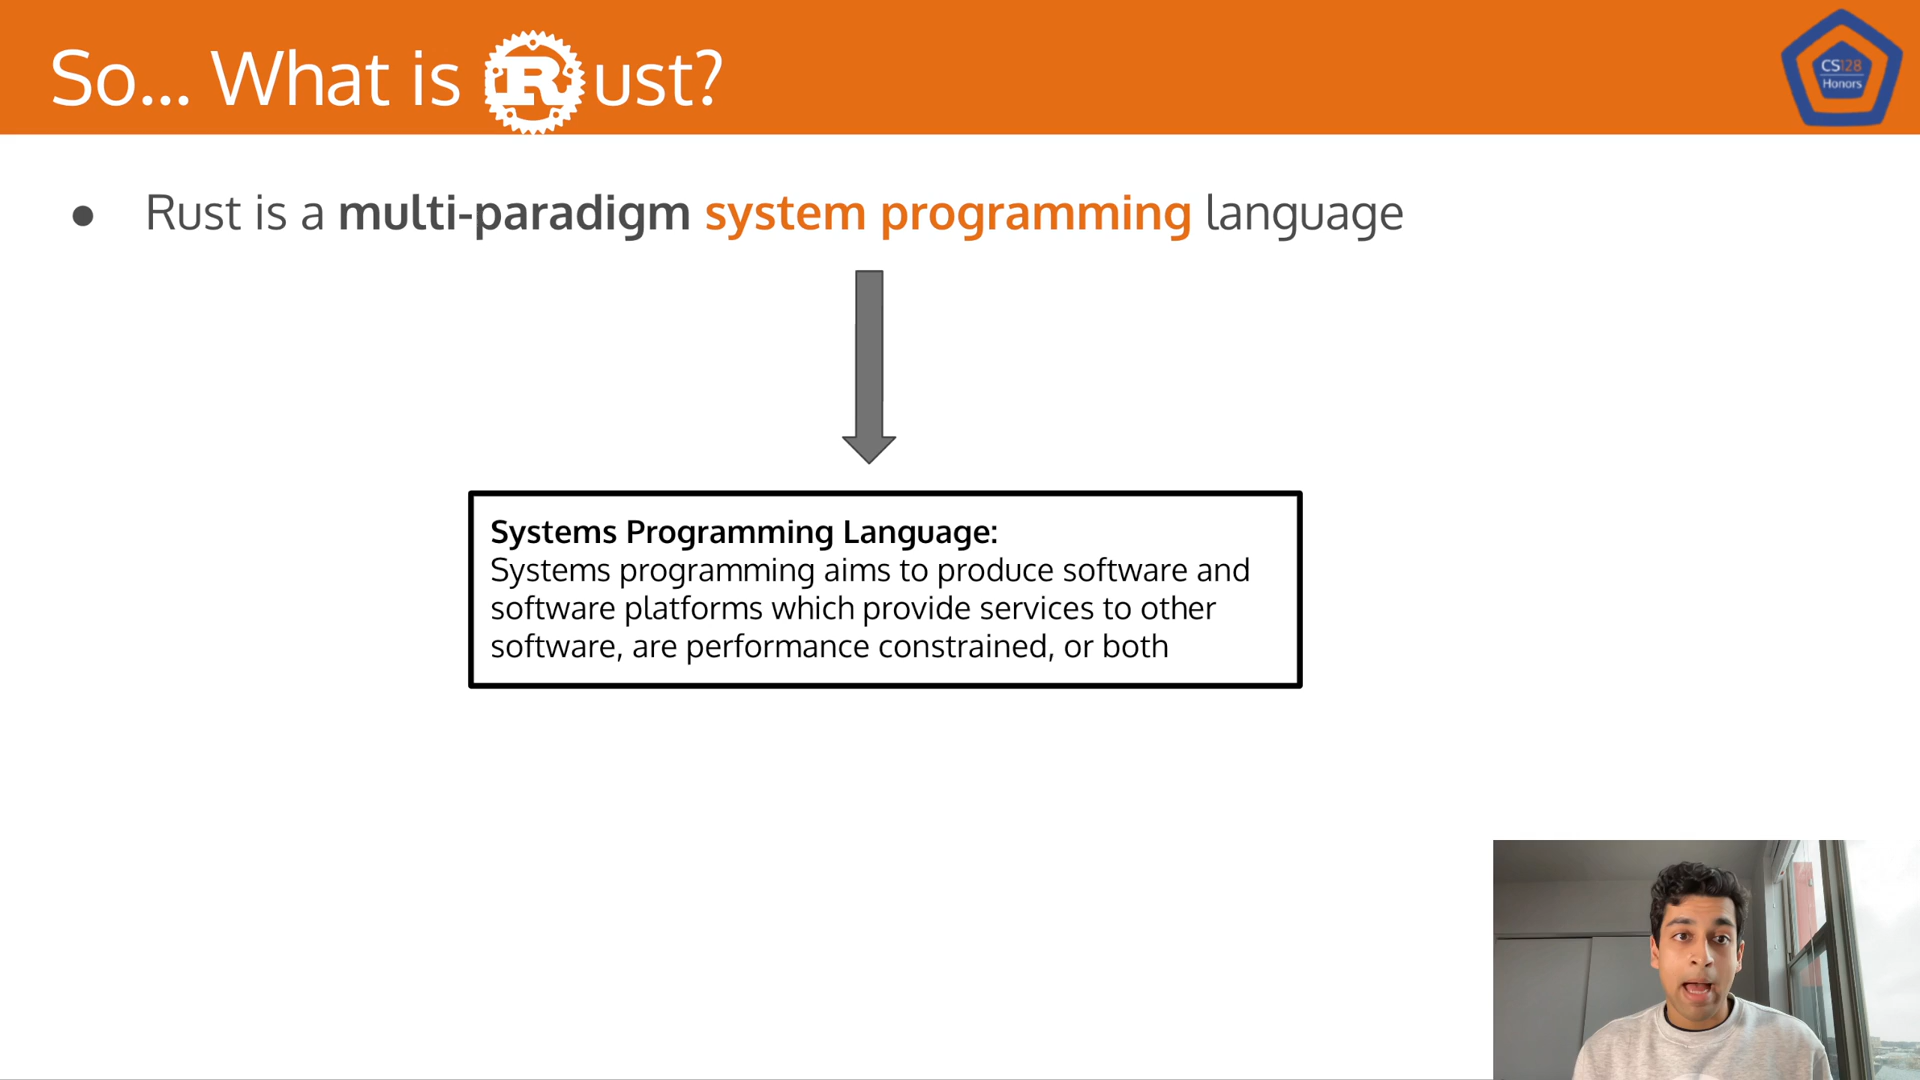 So... What is Rust?
CS128
Honors
● Rust is a multi-paradigm system programming language
Systems Programming Language:
Systems programming aims to produce software and
software platforms which provide services to other
software, are performance constrained, or both